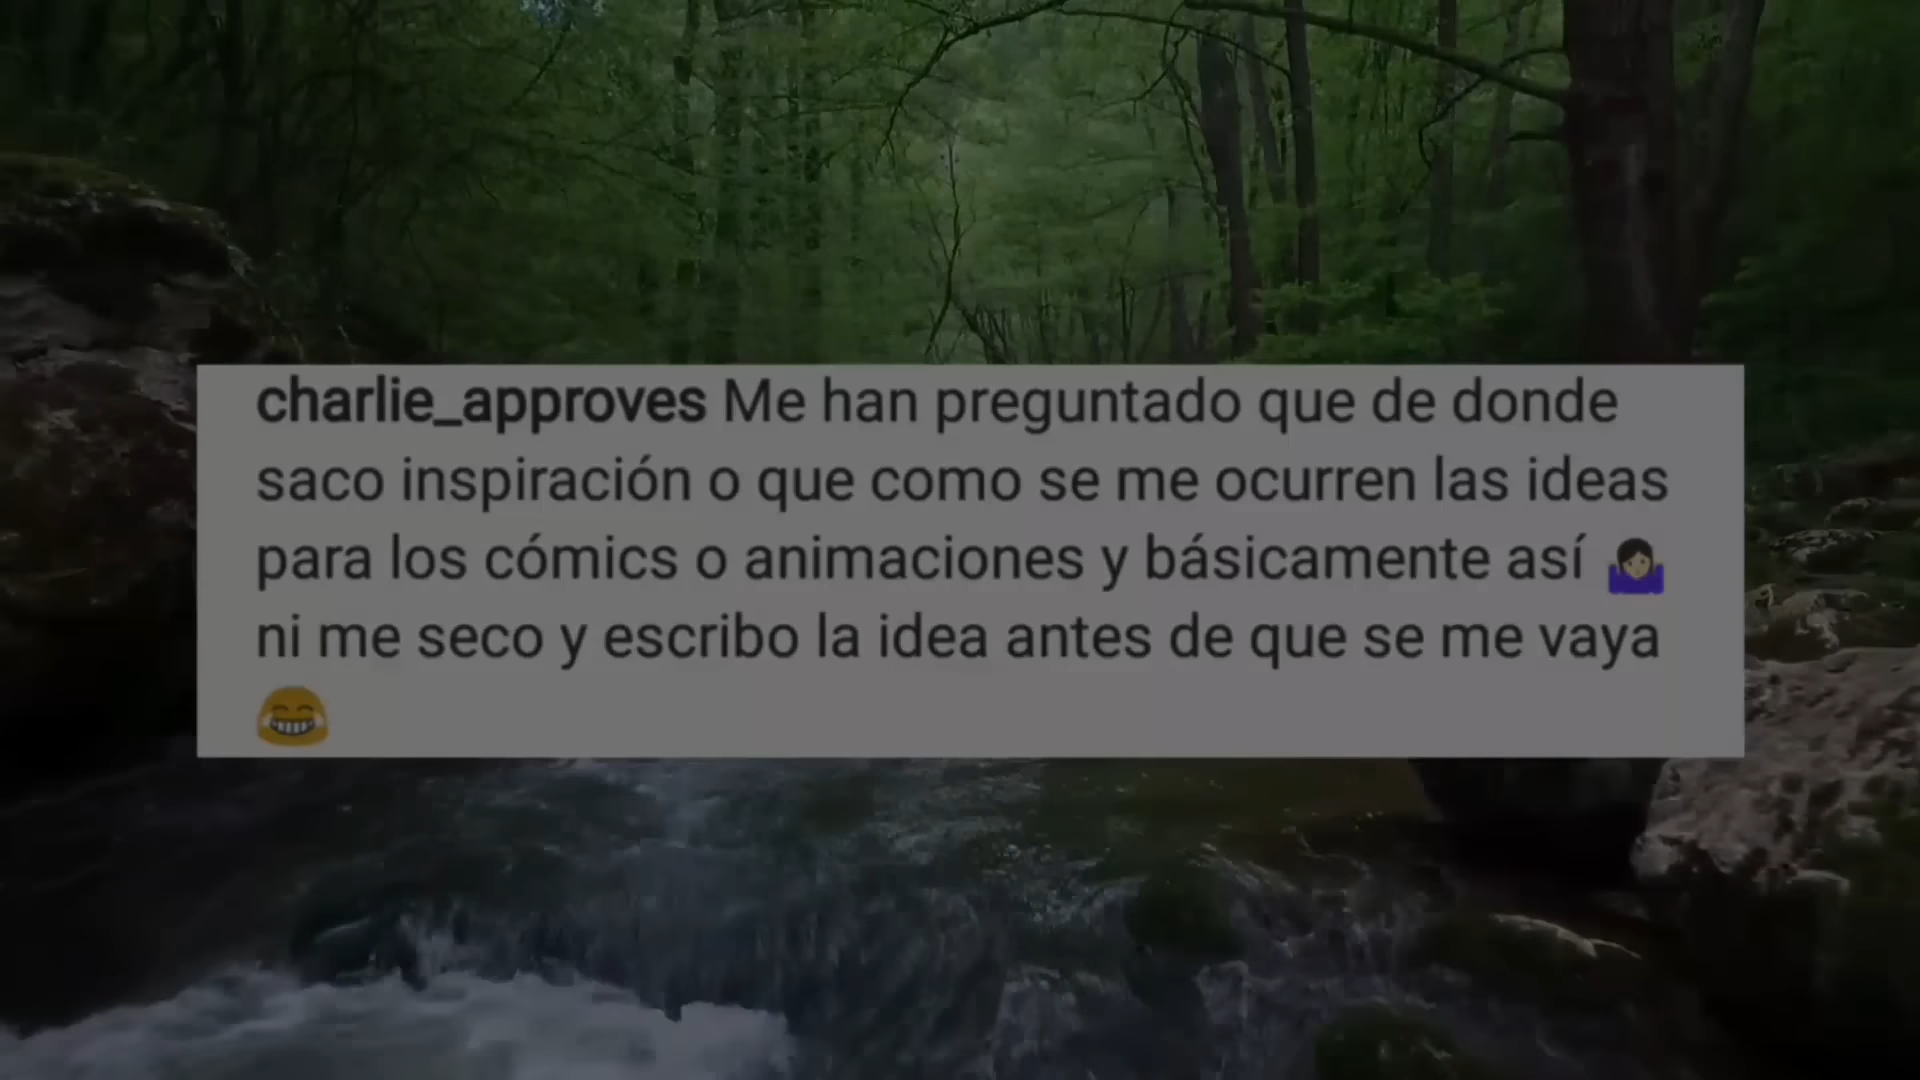 charlie_approves Me han preguntado que de donde
saco inspiración o que como se me ocurren las ideas
para los cómics o animaciones y básicamente así 🤷🏻‍♀️
ni me seco y escribo la idea antes de que se me vaya
😂